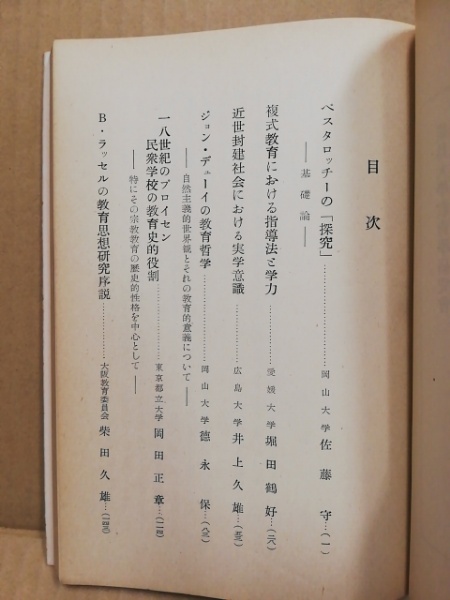 目次
ペスタロッチーの「探究」…………岡山大学 佐藤守…(一)
――基礎論――
複式教育における指導法と学力…………愛媛大学 堀田鶴好…(二六)
近世封建社会における実学意識…………広島大学 井上久雄…
ジョン・デューイの教育哲学…………岡山大学 徳永保…(八二)
――自然主義的世界観とそれの教育的意義について――
一八世紀のプロイセン
民衆学校の教育史的役割…………東京都立大学 岡田正章…(一一四)
――特にその宗教教育の歴史的性格を中心として――
B・ラッセルの教育思想研究序説…………大阪教育委員会 柴田久雄…(一四三)